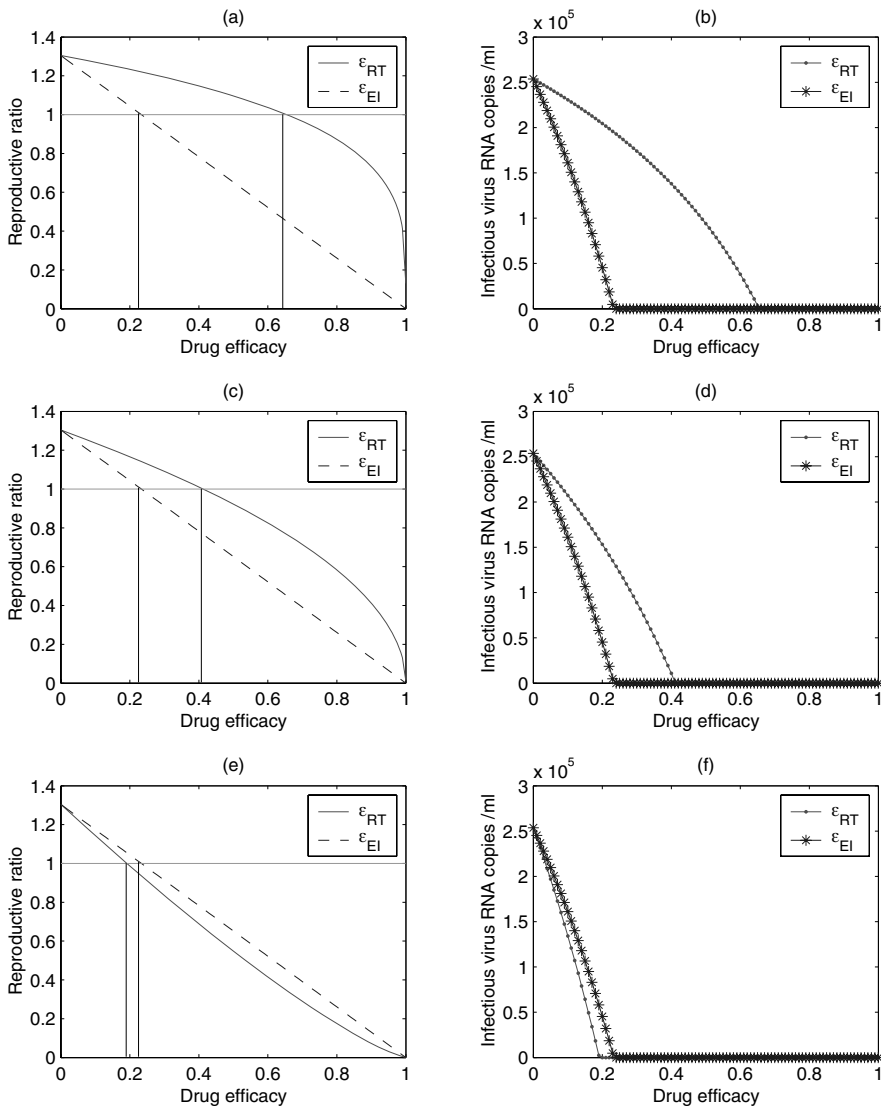 (a)
1.4
1.2
1
0.8
0.6
0.4
0.2
0
Reproductive ratio
ε_RT
ε_EI
0 0.2 0.4 0.6 0.8 1
Drug efficacy
(b)
x 10^5
3
2.5
2
1.5
1
0.5
0
Infectious virus RNA copies /ml
ε_RT
ε_EI
0 0.2 0.4 0.6 0.8 1
Drug efficacy
(c)
1.4
1.2
1
0.8
0.6
0.4
0.2
0
Reproductive ratio
ε_RT
ε_EI
0 0.2 0.4 0.6 0.8 1
Drug efficacy
(d)
x 10^5
3
2.5
2
1.5
1
0.5
0
Infectious virus RNA copies /ml
ε_RT
ε_EI
0 0.2 0.4 0.6 0.8 1
Drug efficacy
(e)
1.4
1.2
1
0.8
0.6
0.4
0.2
0
Reproductive ratio
ε_RT
ε_EI
0 0.2 0.4 0.6 0.8 1
Drug efficacy
(f)
x 10^5
3
2.5
2
1.5
1
0.5
0
Infectious virus RNA copies /ml
ε_RT
ε_EI
0 0.2 0.4 0.6 0.8 1
Drug efficacy